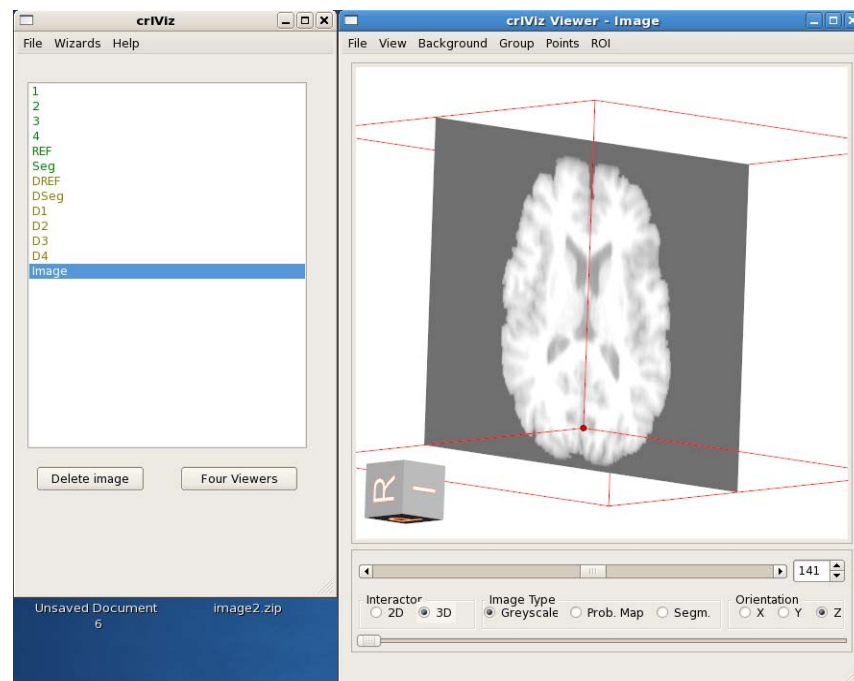 crlViz
File Wizards Help
1
2
3
4
REF
Seg
DREF
DSeg
D1
D2
D3
D4
Image
Delete image
Four Viewers
Unsaved Document
6
image2.zip
crlViz Viewer - Image
File View Background Group Points ROI
R
I
141
Interactor
2D 3D
Image Type
Greyscale Prob. Map Segm.
Orientation
X Y Z